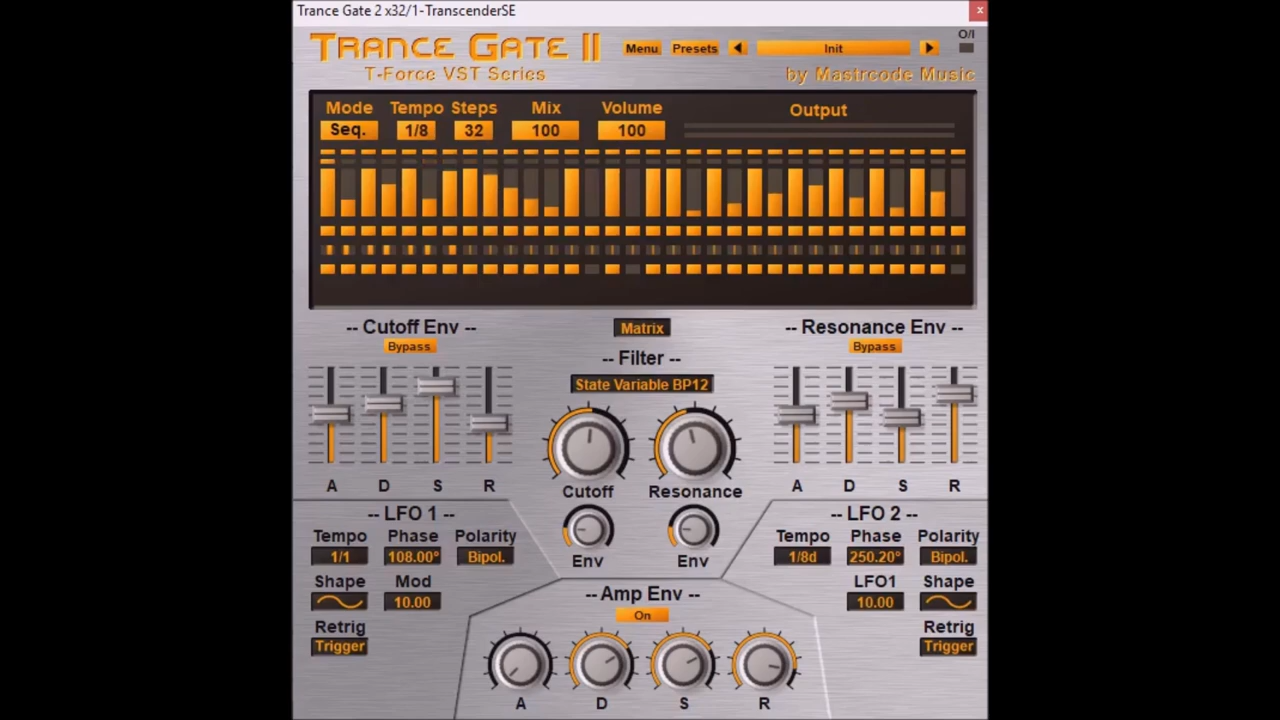 Trance Gate 2 x32/1-TranscenderSE
x
Trance Gate II
Menu Presets Init O/I
T-Force VST Series
by Mastrcode Music
Mode Tempo Steps Mix Volume Output
Seq. 1/8 32 100 100
-- Cutoff Env --
Bypass
A D S R
Matrix
-- Filter --
State Variable BP12
Cutoff Resonance
Env Env
-- Resonance Env --
Bypass
A D S R
-- LFO 1 --
Tempo Phase Polarity
1/1 108.00° Bipol.
Shape Mod
10.00
Retrig
Trigger
-- LFO 2 --
Tempo Phase Polarity
1/8d 250.20° Bipol.
LFO1 Shape
10.00
Retrig
Trigger
-- Amp Env --
On
A D S R